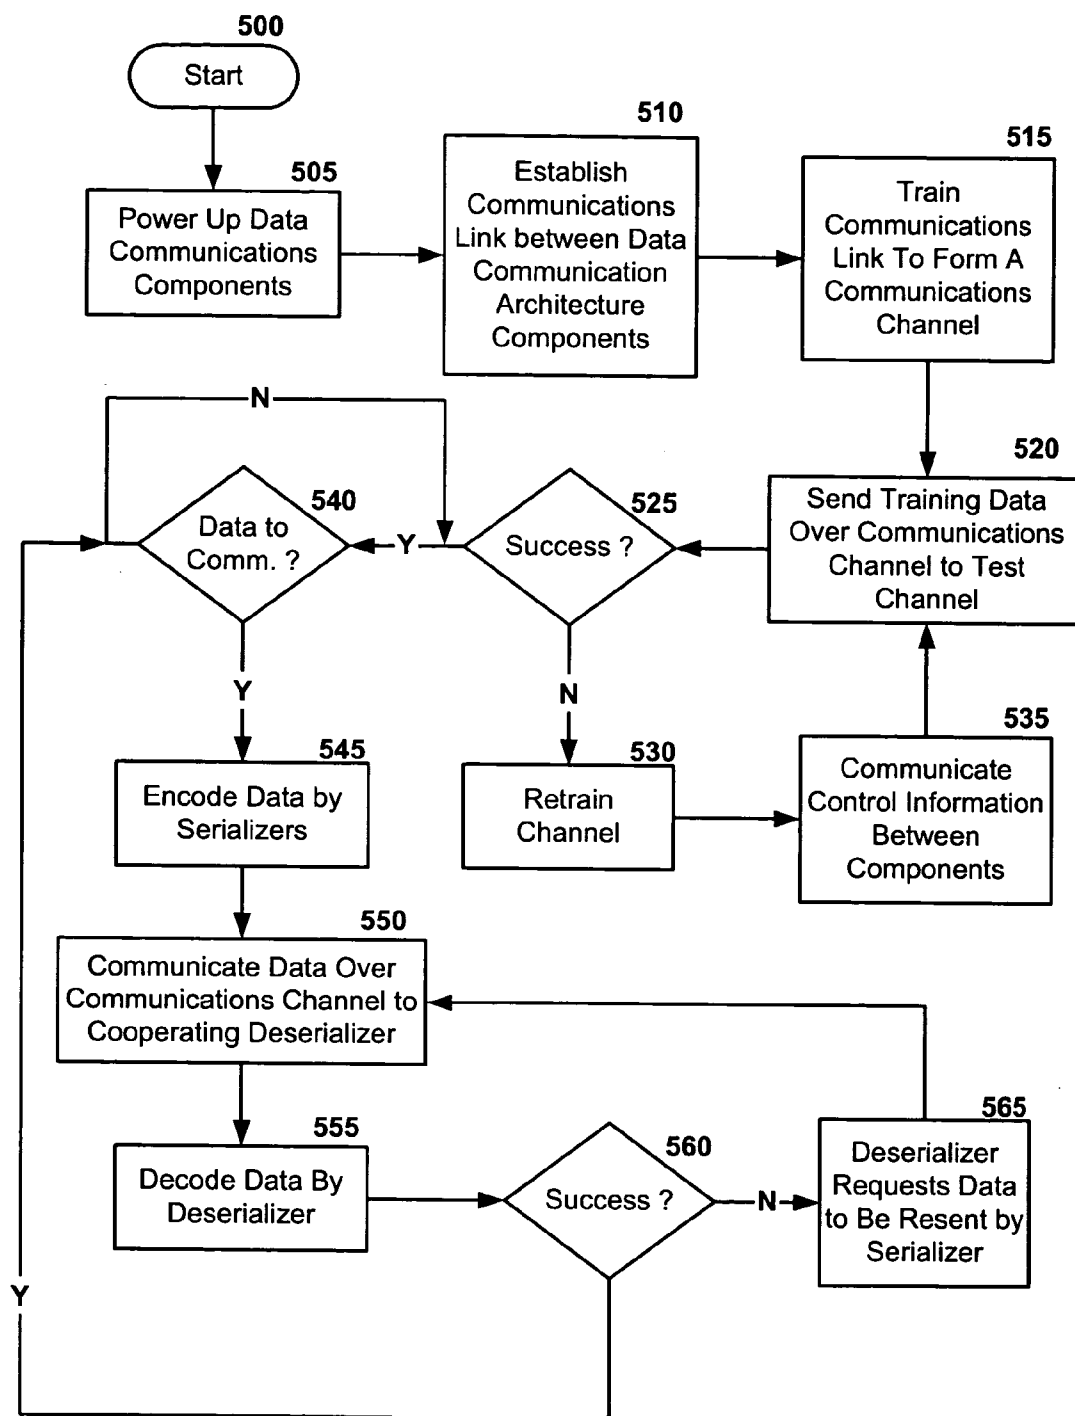 500
Start
505
Power Up Data
Communications
Components
510
Establish
Communications
Link between Data
Communication
Architecture
Components
515
Train
Communications
Link To Form A
Communications
Channel
520
Send Training Data
Over Communications
Channel to Test
Channel
525
Success ?
Y
N
530
Retrain
Channel
535
Communicate
Control Information
Between
Components
540
Data to
Comm. ?
N
Y
545
Encode Data by
Serializers
550
Communicate Data Over
Communications Channel to
Cooperating Deserializer
555
Decode Data By
Deserializer
560
Success ?
N
565
Deserializer
Requests Data
to Be Resent by
Serializer
Y